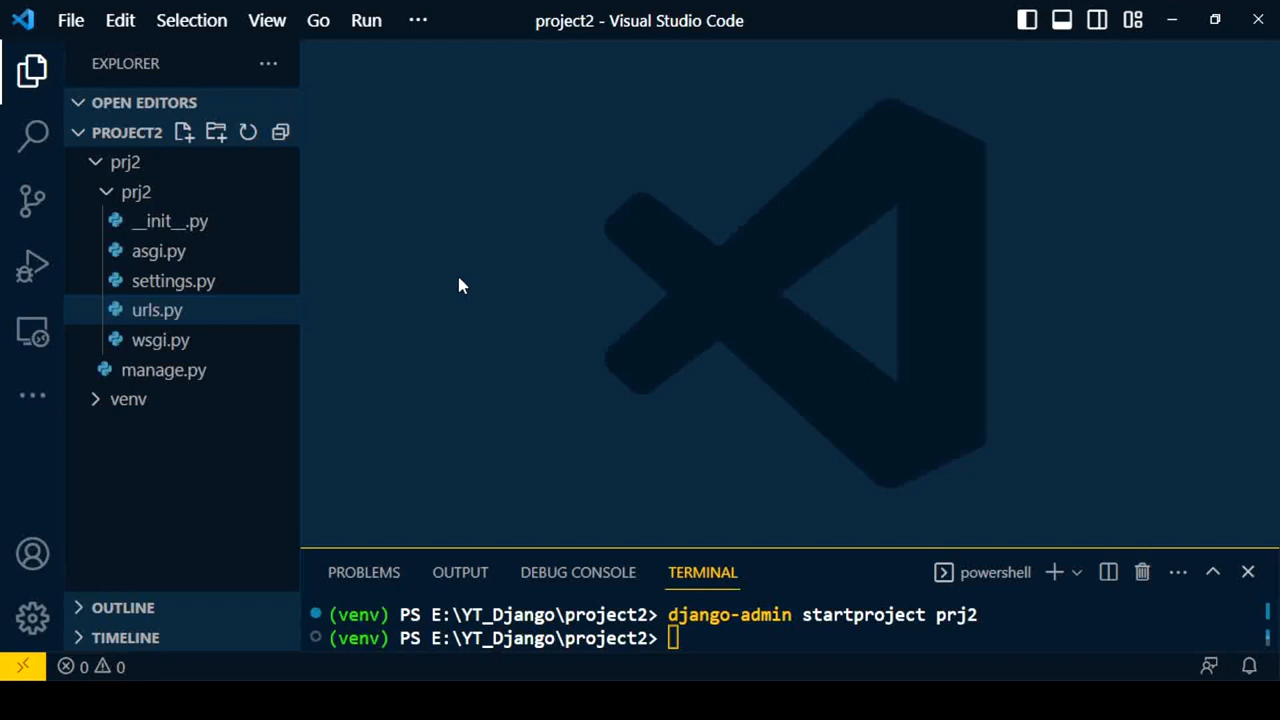 File Edit Selection View Go Run ··· project2 - Visual Studio Code
EXPLORER ···
OPEN EDITORS
PROJECT2
prj2
prj2
__init__.py
asgi.py
settings.py
urls.py
wsgi.py
manage.py
venv
OUTLINE
TIMELINE
PROBLEMS OUTPUT DEBUG CONSOLE TERMINAL powershell ···
(venv) PS E:\YT_Django\project2> django-admin startproject prj2
(venv) PS E:\YT_Django\project2>
0 0